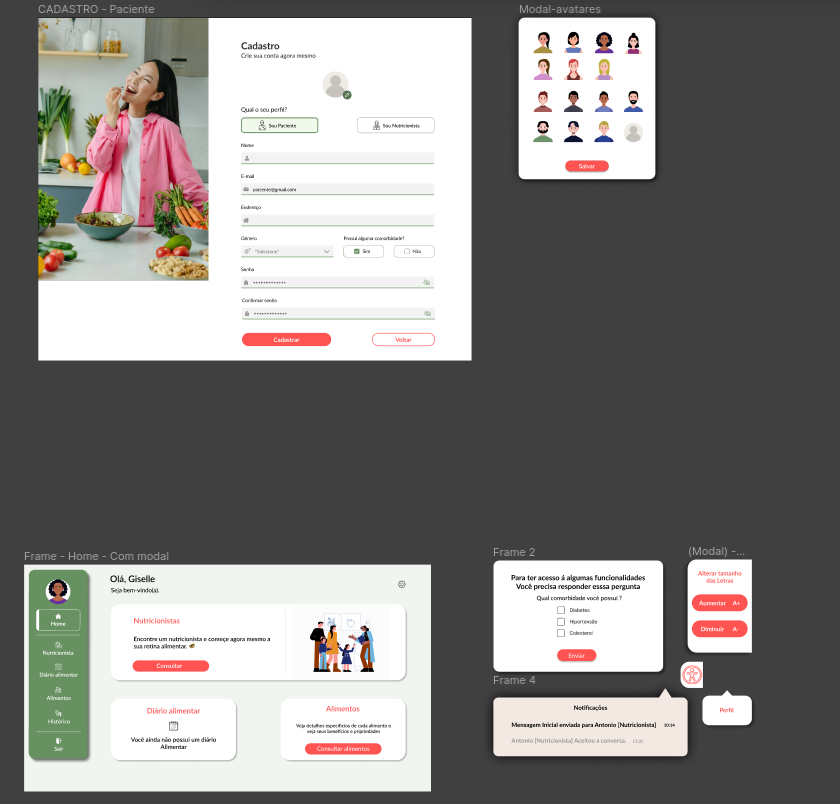 CADASTRO - Paciente
Cadastro
Crie sua conta agora mesmo
Qual o seu perfil?
Sou Paciente
Sou Nutricionista
Nome
E-mail
paciente@gmail.com
Endereço
Gênero
Possui alguma comorbidade?
"Selecione"
Sim
Não
Senha
*************
Confirmar senha
*************
Cadastrar
Voltar
Modal-avatares
Salvar
Frame - Home - Com modal
Home
Nutricionista
Diário alimentar
Alimentos
Histórico
Sair
Olá, Giselle
Seja bem-vindo(a).
Nutricionistas
Encontre um nutricionista e começe agora mesmo a
sua rotina alimentar.
Consultar
Diário alimentar
Você ainda não possui um diário
Alimentar
Alimentos
Veja detalhes específicos de cada alimento e
veja seus benefícios e pripriedades
Consultar alimentos
Frame 2
Para ter acesso á algumas funcionalidades
Você precisa responder esssa pergunta
Qual comorbidade você possui ?
Diabetes
Hipertensão
Colesterol
Enviar
(Modal) -...
Alterar tamanho
das Letras
Aumentar A+
Diminuir A-
Frame 4
Notificações
Mensagem Inicial enviada para Antonio [Nutricionista] 10:14
Antonio [Nutricionista] Aceitou a conversa.
Perfil